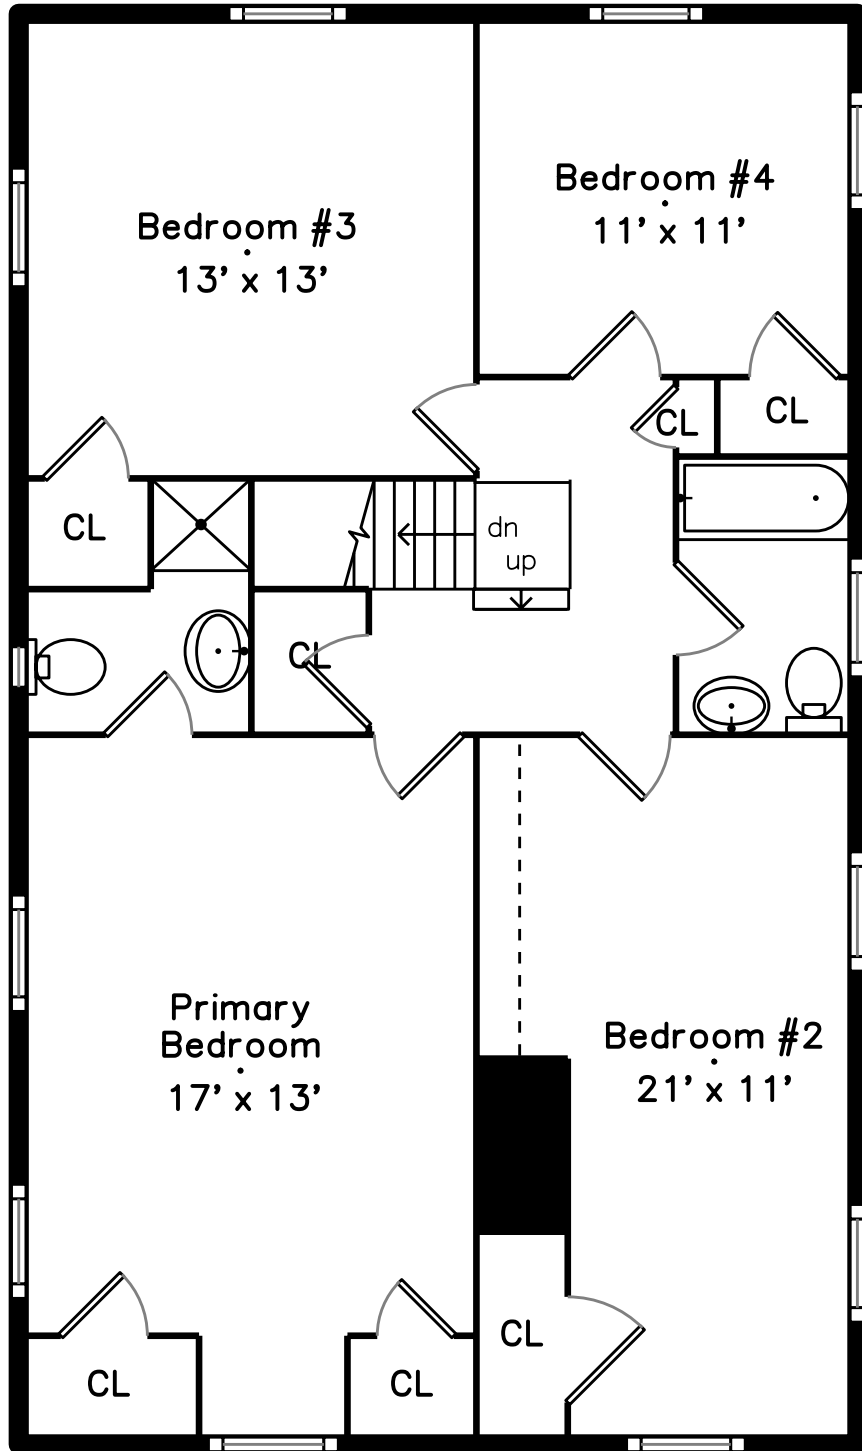 Bedroom #4
11' x 11'
Bedroom #3
13' x 13'
CL
CL
CL
dn
up
CL
Primary
Bedroom
17' x 13'
Bedroom #2
21' x 11'
CL
CL
CL